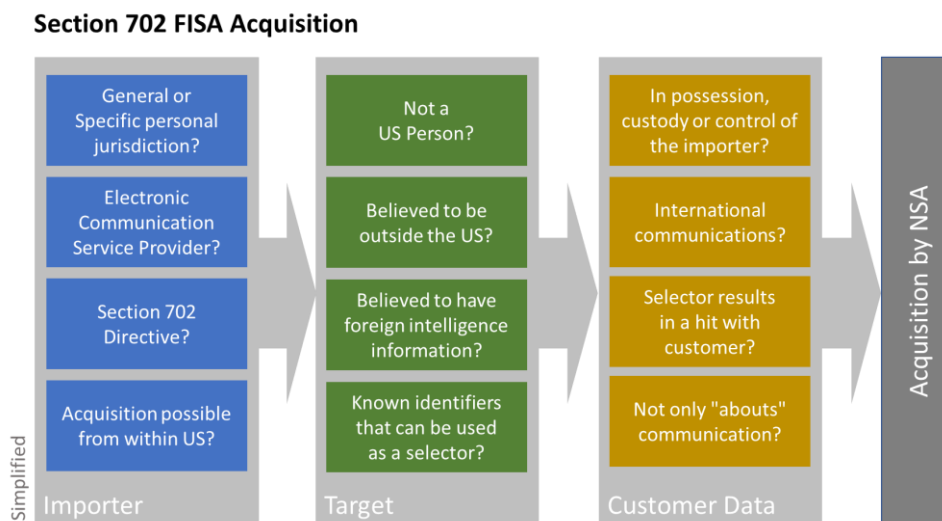 Section 702 FISA Acquisition
General or
Specific personal
jurisdiction?
Electronic
Communication
Service Provider?
Section 702
Directive?
Acquisition possible
from within US?
Importer
Not a
US Person?
Believed to be
outside the US?
Believed to have
foreign intelligence
information?
Known identifiers
that can be used
as a selector?
Target
In possession,
custody or control of
the importer?
International
communications?
Selector results
in a hit with
customer?
Not only "abouts"
communication?
Customer Data
Acquisition by NSA
Simplified